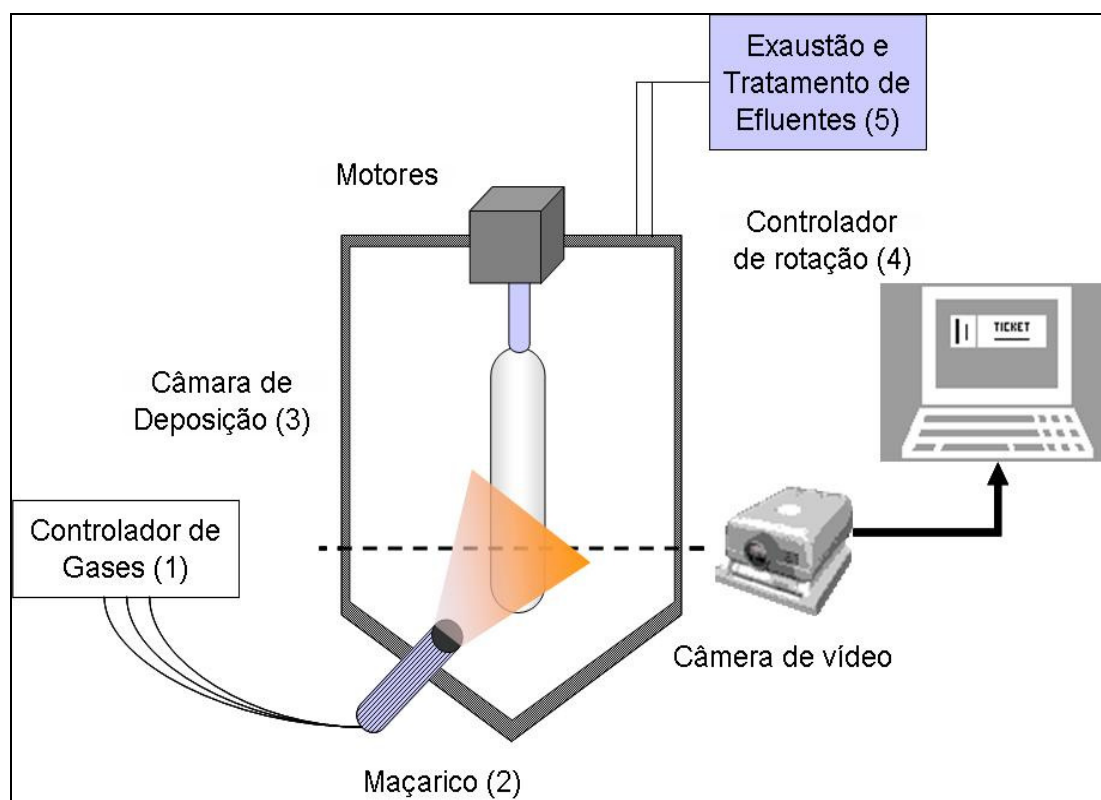 Exaustão e
Tratamento de
Efluentes (5)
Motores
Controlador
de rotação (4)
TICKET
Câmara de
Deposição (3)
Controlador de
Gases (1)
Câmera de vídeo
Maçarico (2)